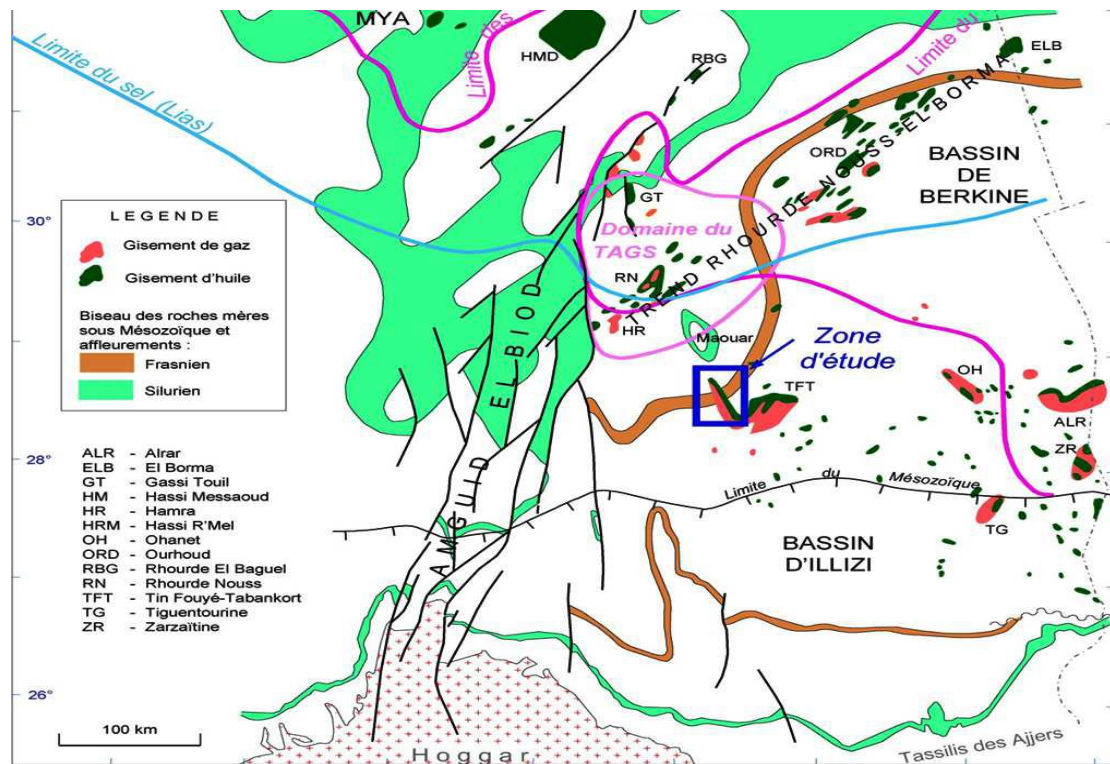 MYA
Limite des
HMD
RBG
Limite du
ELB
Limite du sel (Lias)
TREND RHOURDE NOUSS-EL BORMA
ORD
BASSIN
DE
BERKINE
30°
LEGENDE
Gisement de gaz
Gisement d'huile
Biseau des roches mères
sous Mésozoïque et
affleurements :
Frasnien
Silurien
GT
Domaine du
TAGS
RN
HR
Maouar
Zone
d'étude
AMGUID ELBIOD
TFT
OH
ALR
ZR
TG
28°
Limite du Mésozoïque
BASSIN
D'ILLIZI
ALR - Alrar
ELB - El Borma
GT - Gassi Touil
HM - Hassi Messaoud
HR - Hamra
HRM - Hassi R'Mel
OH - Ohanet
ORD - Ourhoud
RBG - Rhourde El Baguel
RN - Rhourde Nouss
TFT - Tin Fouyé-Tabankort
TG - Tiguentourine
ZR - Zarzaïtine
26°
100 km
Hoggar
Tassilis des Ajjers